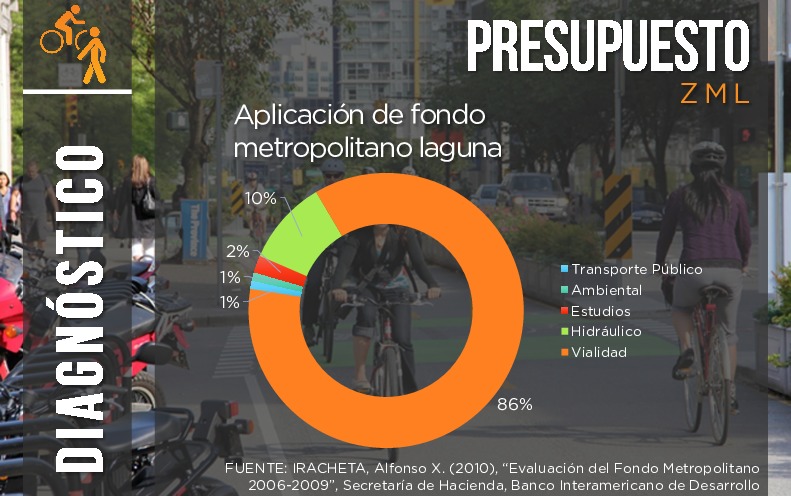 PRESUPUESTO
ZML
DIAGNÓSTICO
Aplicación de fondo
metropolitano laguna
10%
2%
1%
1%
86%
Transporte Público
Ambiental
Estudios
Hidráulico
Vialidad
FUENTE: IRACHETA, Alfonso X. (2010), “Evaluación del Fondo Metropolitano
2006-2009”, Secretaría de Hacienda, Banco Interamericano de Desarrollo